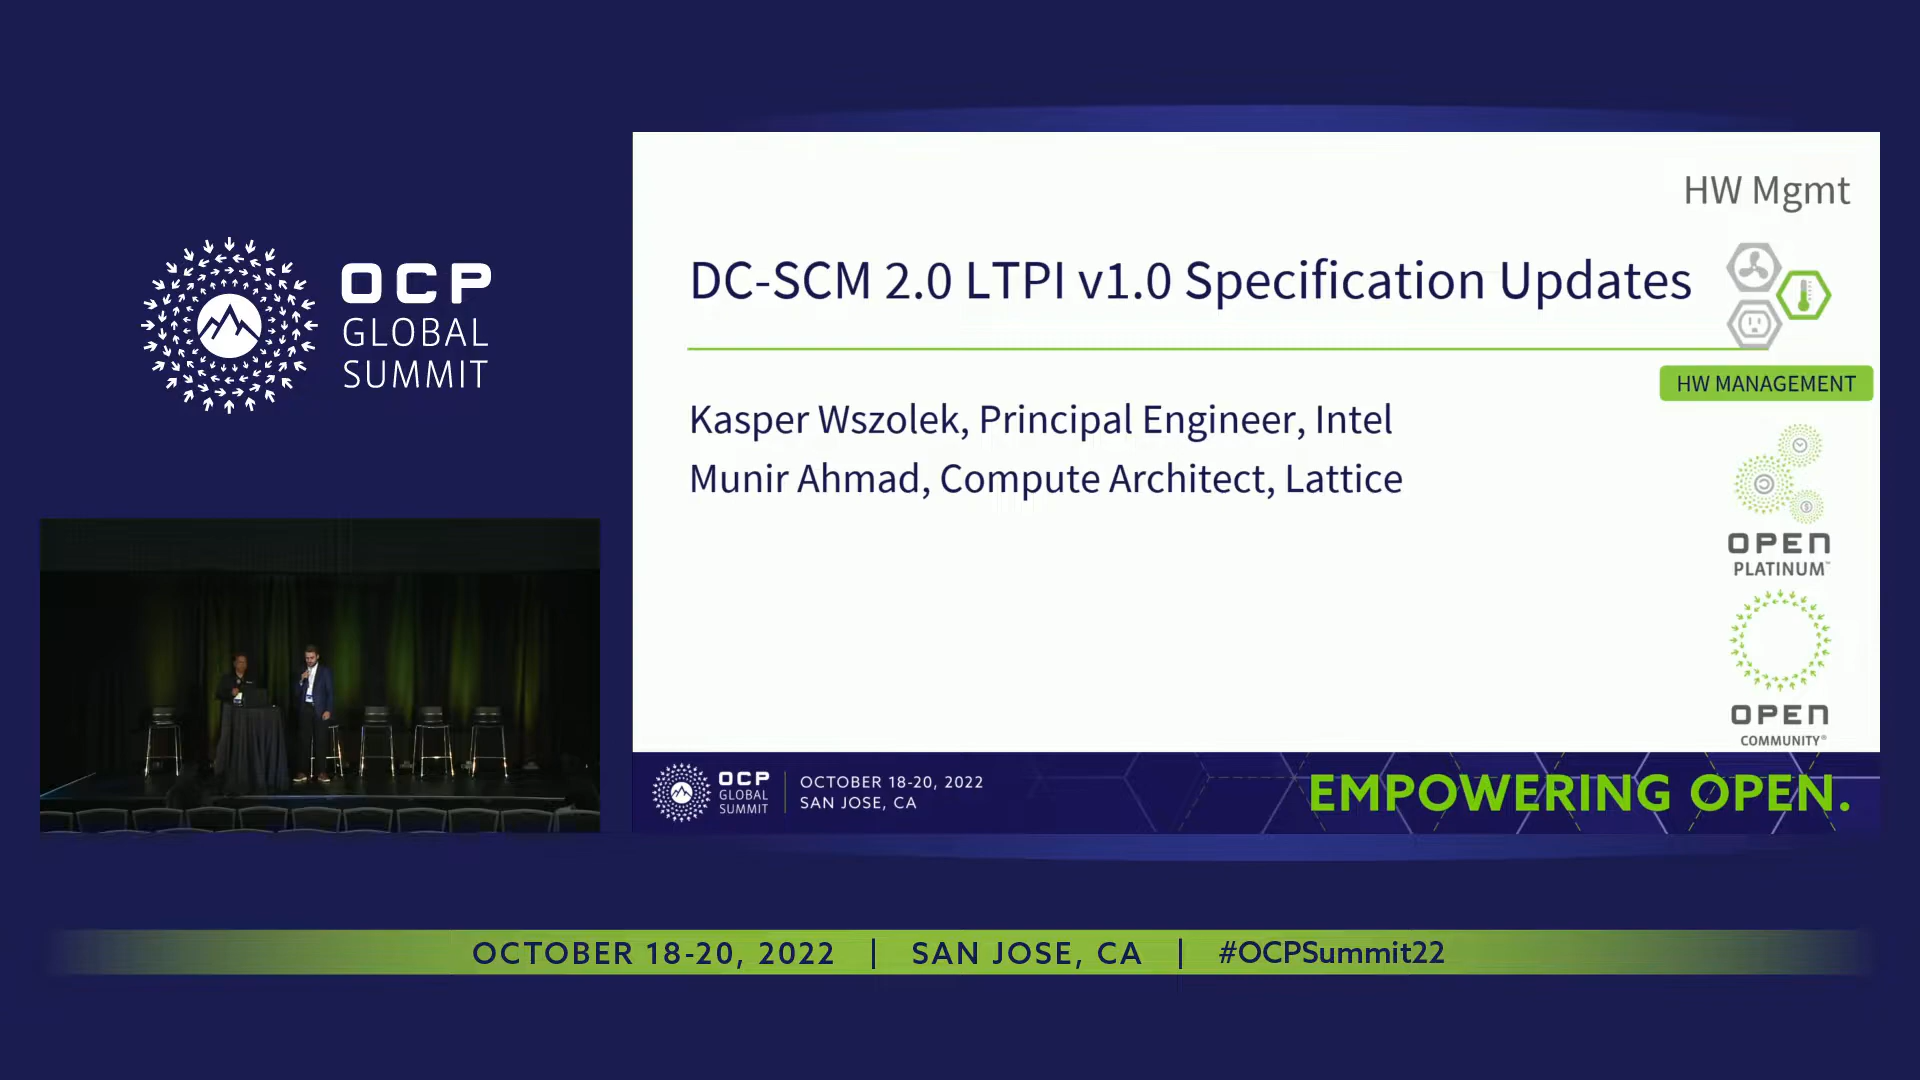 OCP
GLOBAL
SUMMIT
HW Mgmt
DC-SCM 2.0 LTPI v1.0 Specification Updates
HW MANAGEMENT
Kasper Wszolek, Principal Engineer, Intel
Munir Ahmad, Compute Architect, Lattice
OPEN
PLATINUM™
OPEN
COMMUNITY®
OCP
GLOBAL
SUMMIT
OCTOBER 18-20, 2022
SAN JOSE, CA
EMPOWERING OPEN.
OCTOBER 18-20, 2022 | SAN JOSE, CA | #OCPSummit22